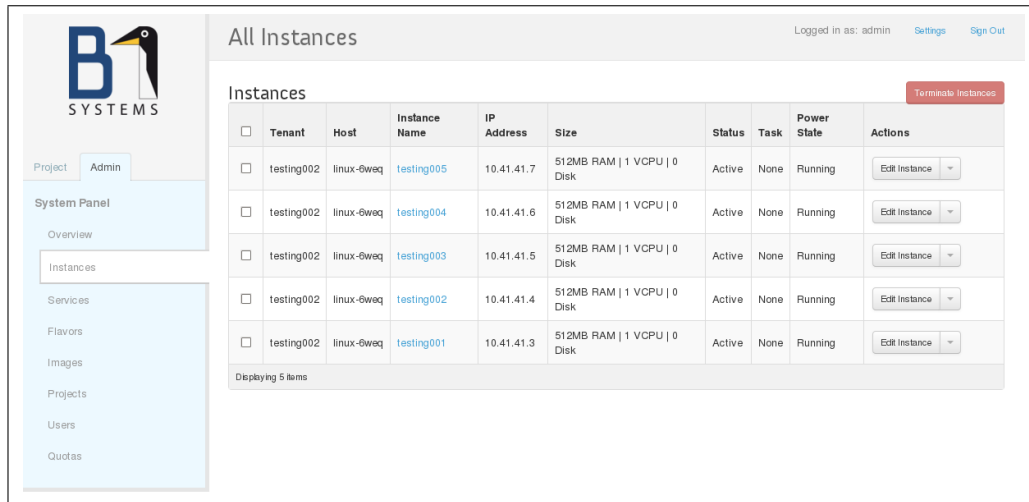 B1
SYSTEMS
All Instances
Logged in as: admin Settings Sign Out
Project Admin
System Panel
Overview
Instances
Services
Flavors
Images
Projects
Users
Quotas
Instances
Terminate Instances
Tenant Host Instance Name IP Address Size Status Task Power State Actions
testing002 linux-6weq testing005 10.41.41.7 512MB RAM | 1 VCPU | 0 Disk Active None Running Edit Instance
testing002 linux-6weq testing004 10.41.41.6 512MB RAM | 1 VCPU | 0 Disk Active None Running Edit Instance
testing002 linux-6weq testing003 10.41.41.5 512MB RAM | 1 VCPU | 0 Disk Active None Running Edit Instance
testing002 linux-6weq testing002 10.41.41.4 512MB RAM | 1 VCPU | 0 Disk Active None Running Edit Instance
testing002 linux-6weq testing001 10.41.41.3 512MB RAM | 1 VCPU | 0 Disk Active None Running Edit Instance
Displaying 5 items